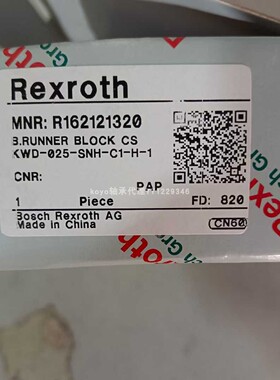 Rexroth
MNR: R162121320
B.RUNNER BLOCK CS
KWD-025-SNH-C1-H-1
CNR:
PAP
1 Piece FD: 820
Bosch Rexroth AG
Made in China
CN60